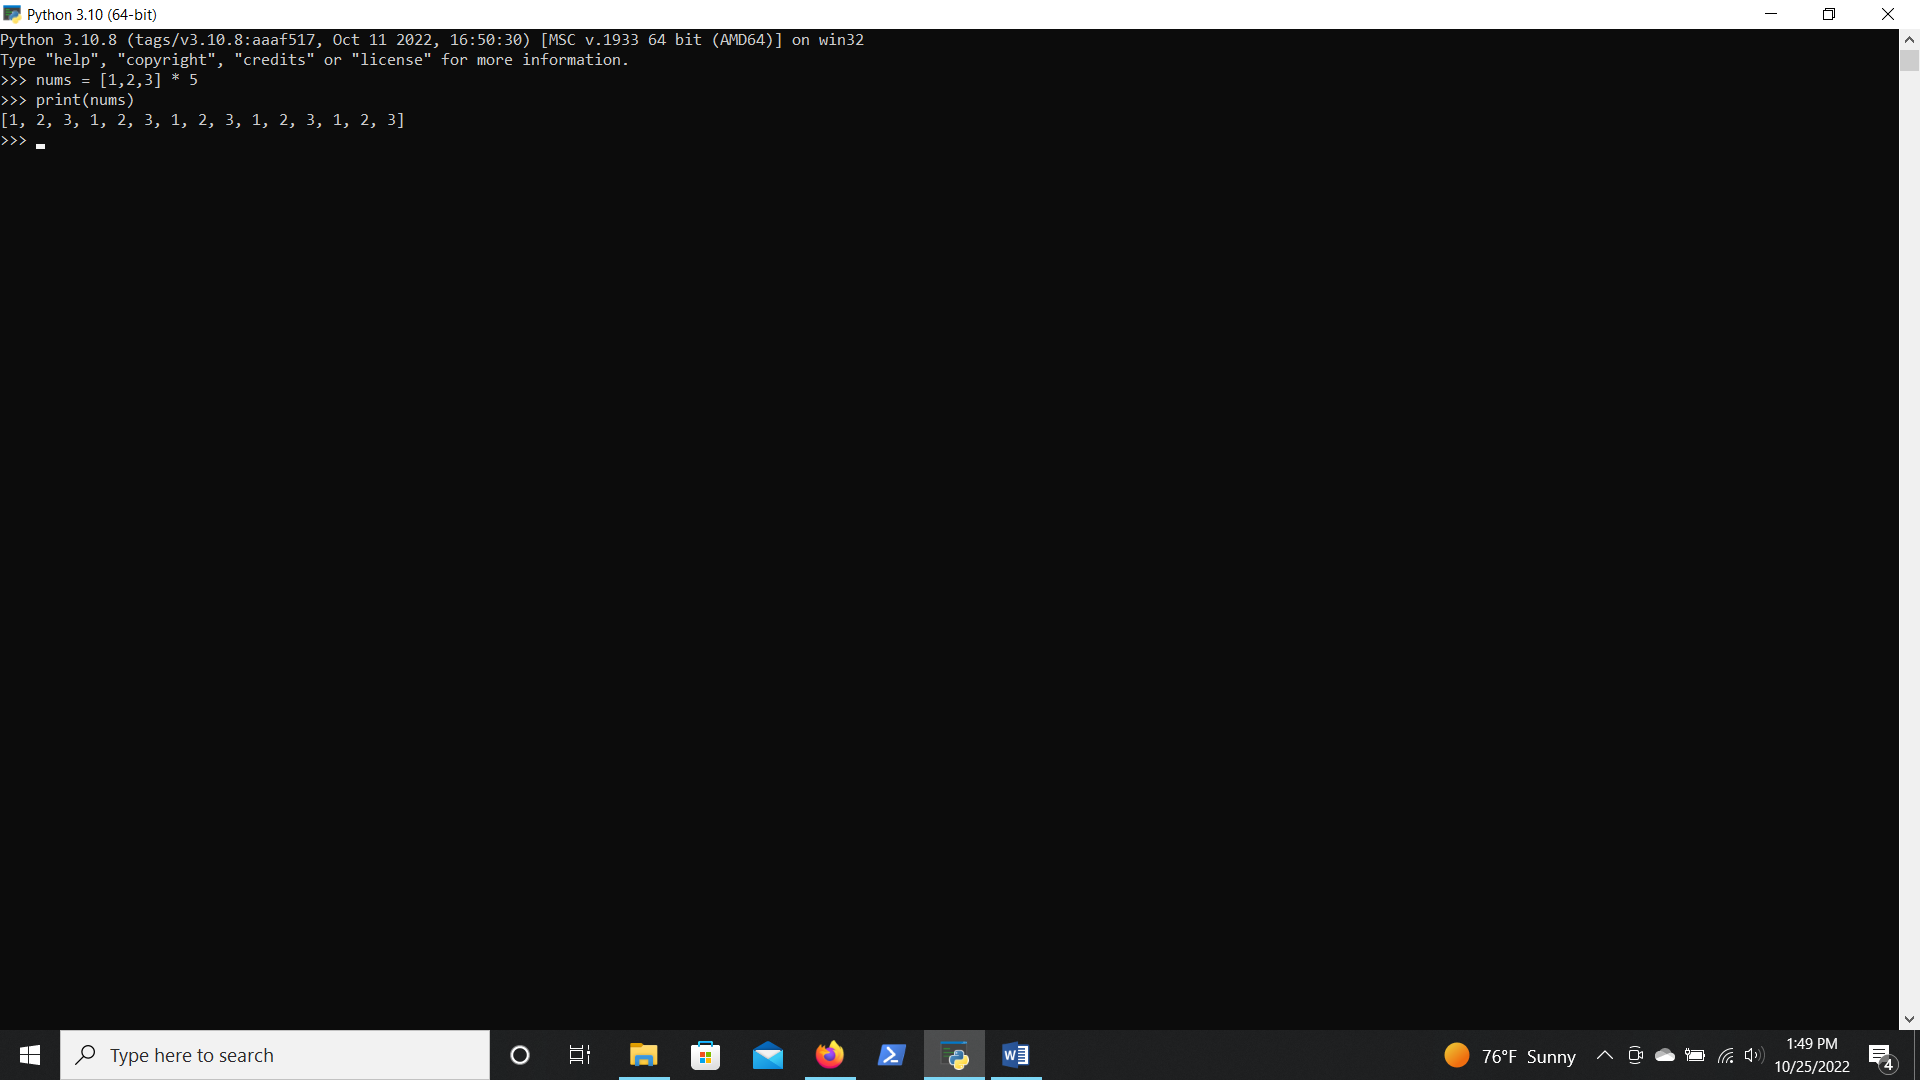 Python 3.10 (64-bit)
Python 3.10.8 (tags/v3.10.8:aaaf517, Oct 11 2022, 16:50:30) [MSC v.1933 64 bit (AMD64)] on win32
Type "help", "copyright", "credits" or "license" for more information.
>>> nums = [1,2,3] * 5
>>> print(nums)
[1, 2, 3, 1, 2, 3, 1, 2, 3, 1, 2, 3, 1, 2, 3]
>>>
Type here to search
W
76°F Sunny
1:49 PM
10/25/2022
4